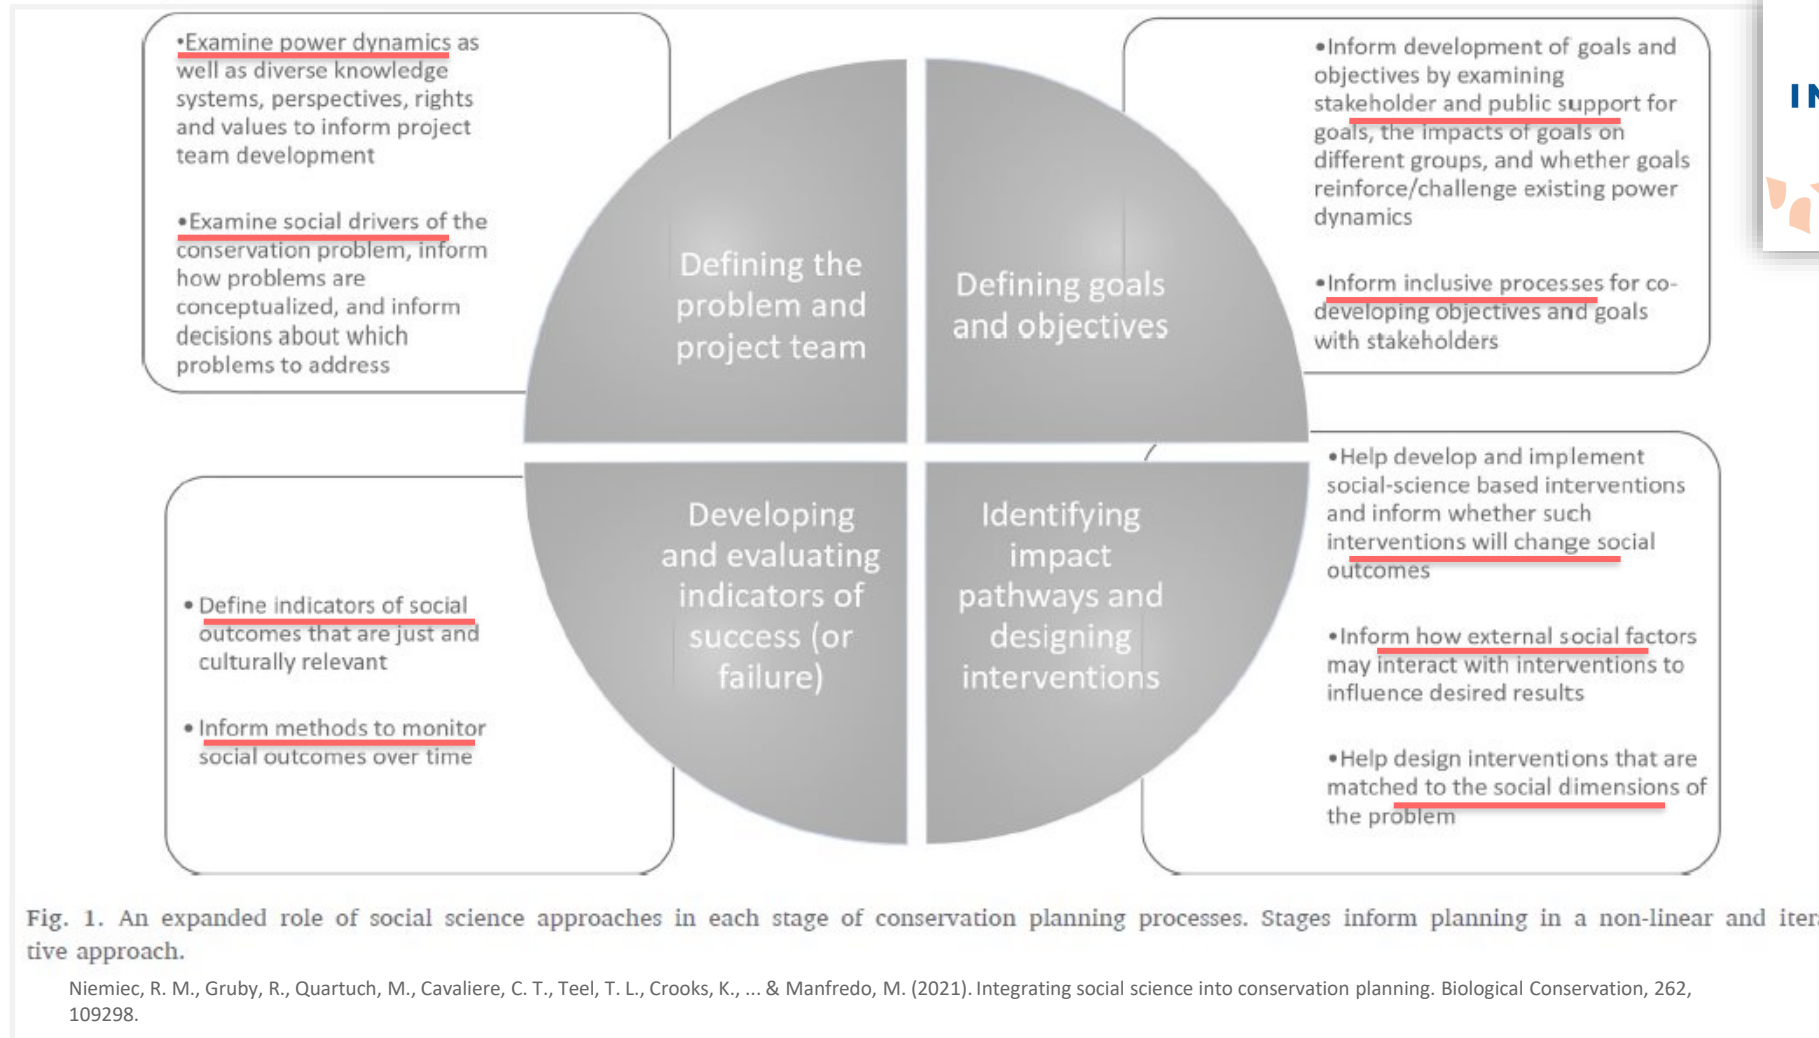 •Examine power dynamics as
well as diverse knowledge
systems, perspectives, rights
and values to inform project
team development
•Examine social drivers of the
conservation problem, inform
how problems are
conceptualized, and inform
decisions about which
problems to address
Defining the
problem and
project team
Defining goals
and objectives
•Inform development of goals and
objectives by examining
stakeholder and public support for
goals, the impacts of goals on
different groups, and whether goals
reinforce/challenge existing power
dynamics
•Inform inclusive processes for co-
developing objectives and goals
with stakeholders
• Define indicators of social
outcomes that are just and
culturally relevant
• Inform methods to monitor
social outcomes over time
Developing
and evaluating
indicators of
success (or
failure)
Identifying
impact
pathways and
designing
interventions
•Help develop and implement
social-science based interventions
and inform whether such
interventions will change social
outcomes
•Inform how external social factors
may interact with interventions to
influence desired results
•Help design interventions that are
matched to the social dimensions of
the problem
Fig. 1. An expanded role of social science approaches in each stage of conservation planning processes. Stages inform planning in a non-linear and itera
tive approach.
Niemiec, R. M., Gruby, R., Quartuch, M., Cavaliere, C. T., Teel, T. L., Crooks, K., ... & Manfredo, M. (2021). Integrating social science into conservation planning. Biological Conservation, 262,
109298.